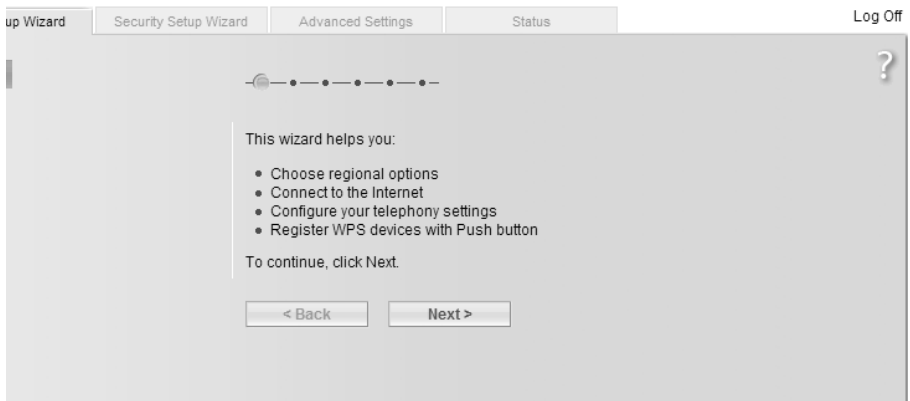 up Wizard Security Setup Wizard Advanced Settings Status Log Off
?
This wizard helps you:
• Choose regional options
• Connect to the Internet
• Configure your telephony settings
• Register WPS devices with Push button
To continue, click Next.
< Back Next >